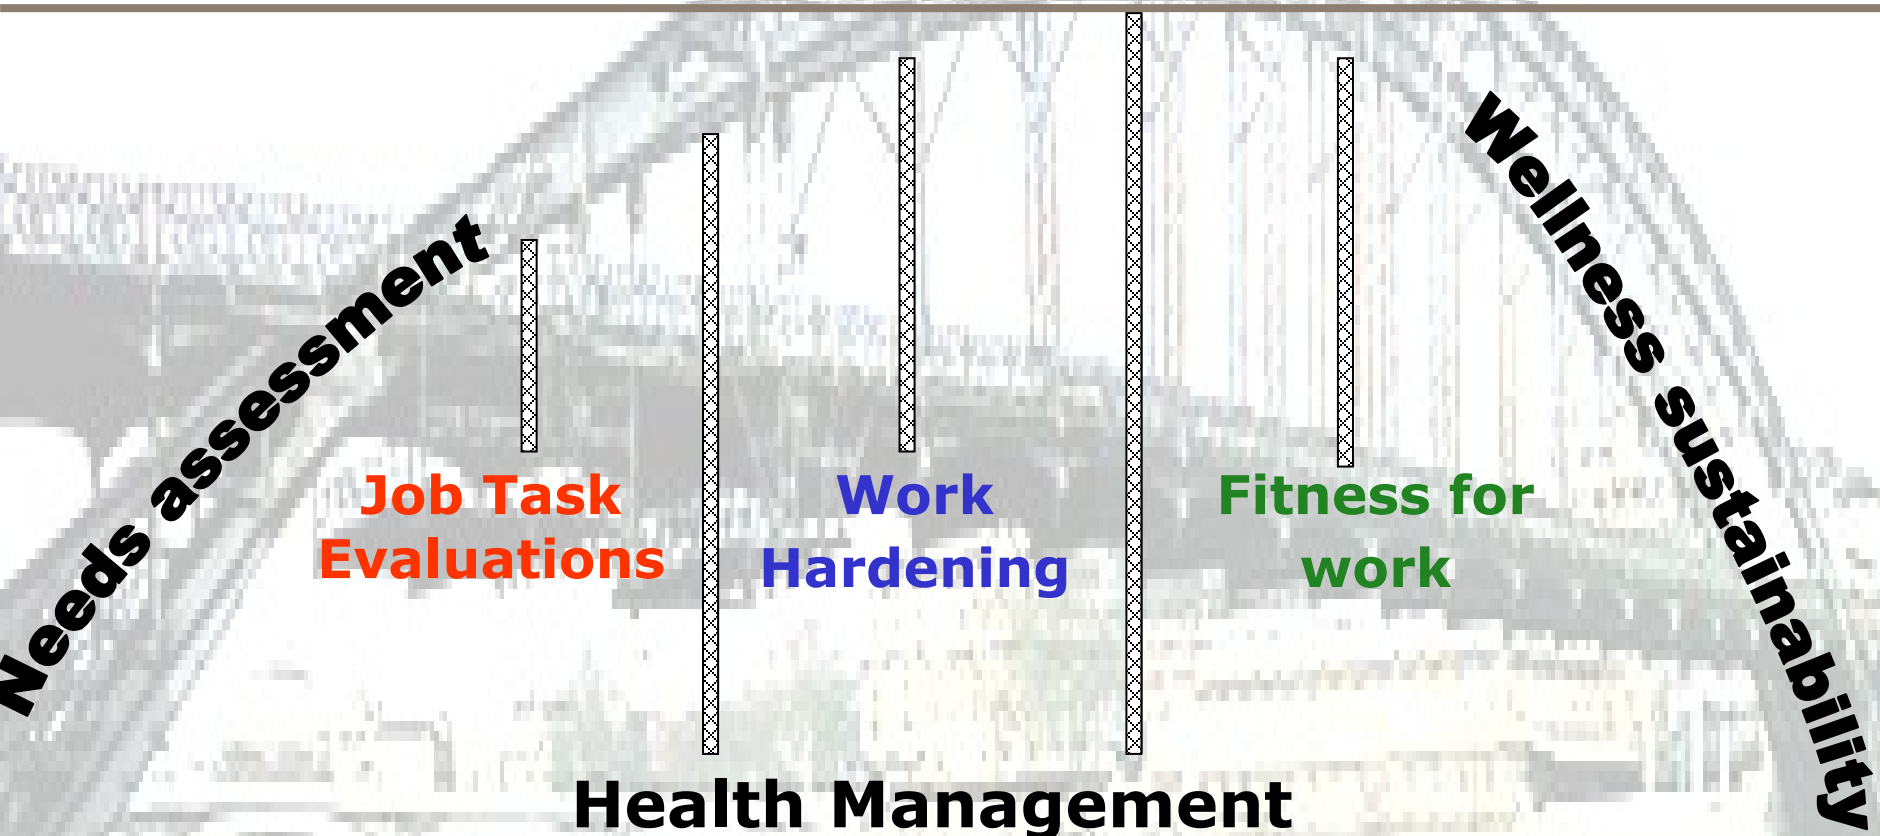 Needs assessment
Wellness sustainability
Job Task
Evaluations
Work
Hardening
Fitness for
work
Health Management